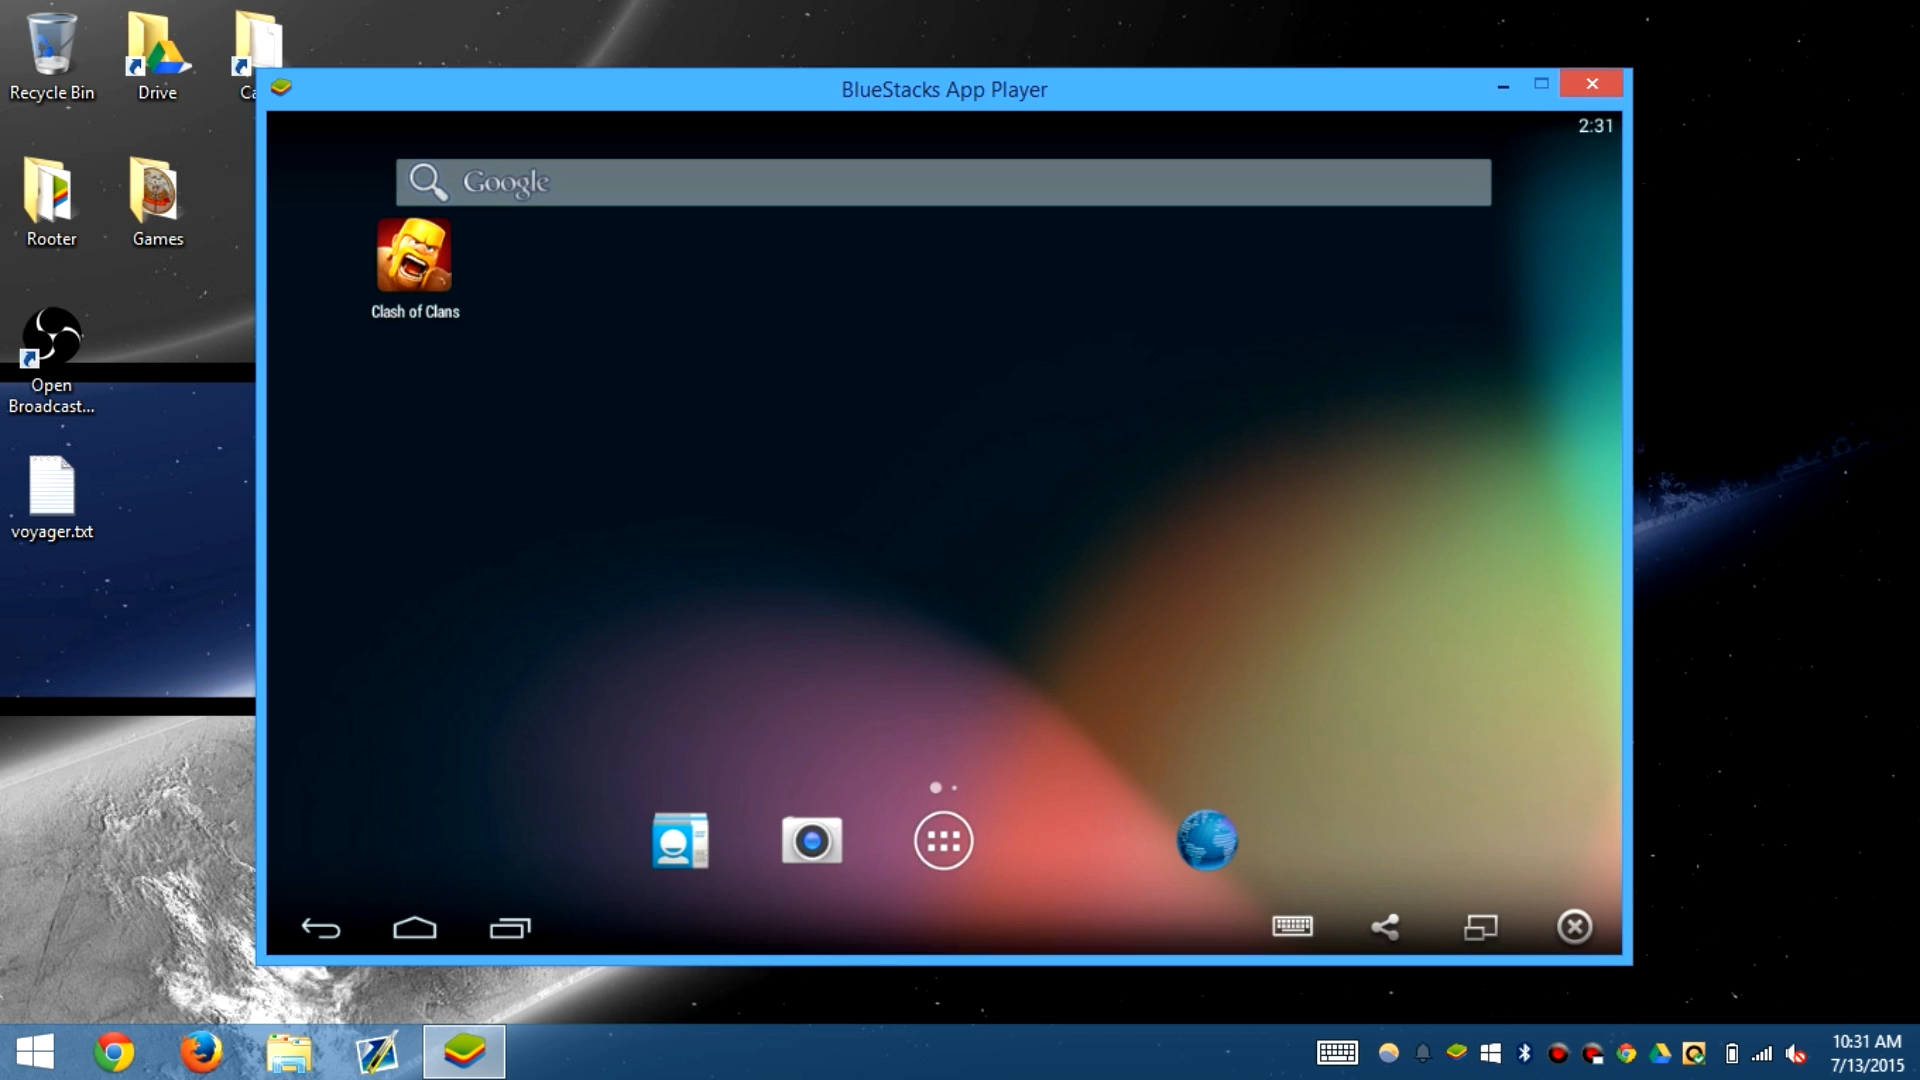 Recycle Bin
Drive
BlueStacks App Player
2:31
Google
Rooter
Games
Clash of Clans
Open
Broadcast...
voyager.txt
10:31 AM
7/13/2015